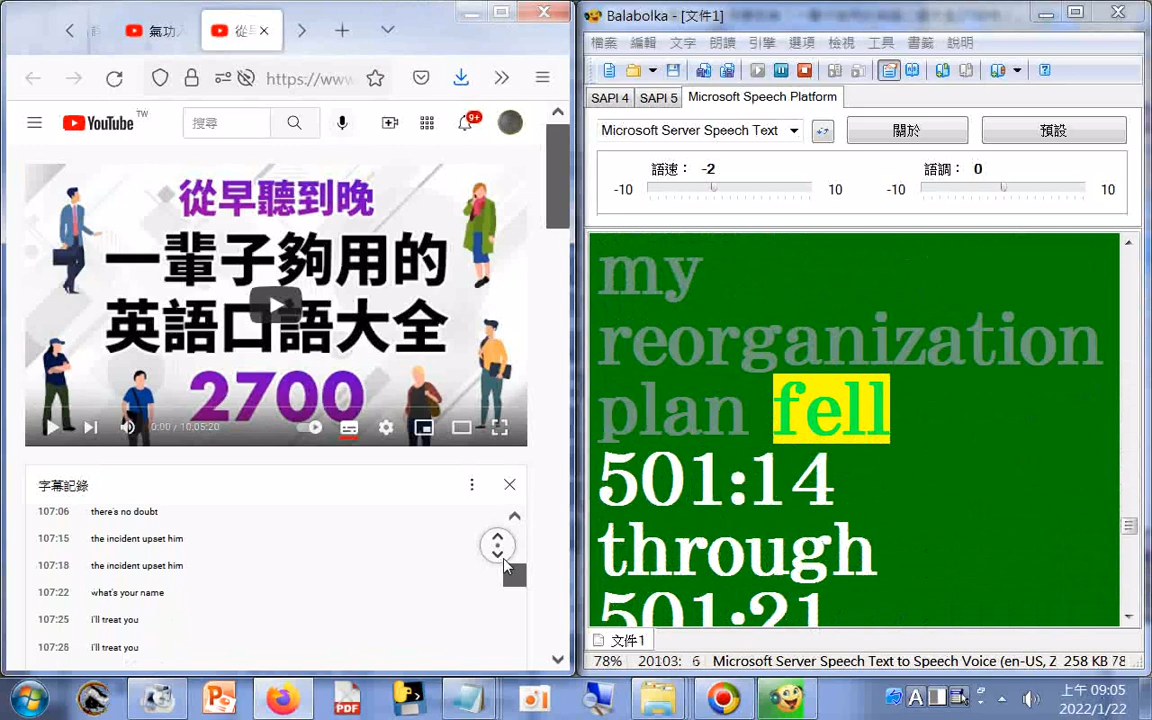 氣功
從
https://www
YouTube TW
搜尋
9+
從早聽到晚
一輩子夠用的
英語口語大全
2700
0:00 / 10:05:20
字幕記錄
107:06 there's no doubt
107:15 the incident upset him
107:18 the incident upset him
107:22 what's your name
107:25 I'll treat you
107:28 I'll treat you
Balabolka - [文件1]
檔案 編輯 文字 朗讀 引擎 選項 檢視 工具 書籤 說明
SAPI 4 SAPI 5 Microsoft Speech Platform
Microsoft Server Speech Text 關於 預設
語速： -2 語調： 0
-10 10 -10 10
my
reorganization
plan fell
501:14
through
501:21
文件1
78% 20103: 6 Microsoft Server Speech Text to Speech Voice (en-US, Z 258 KB 78
PDF
A
上午 09:05
2022/1/22